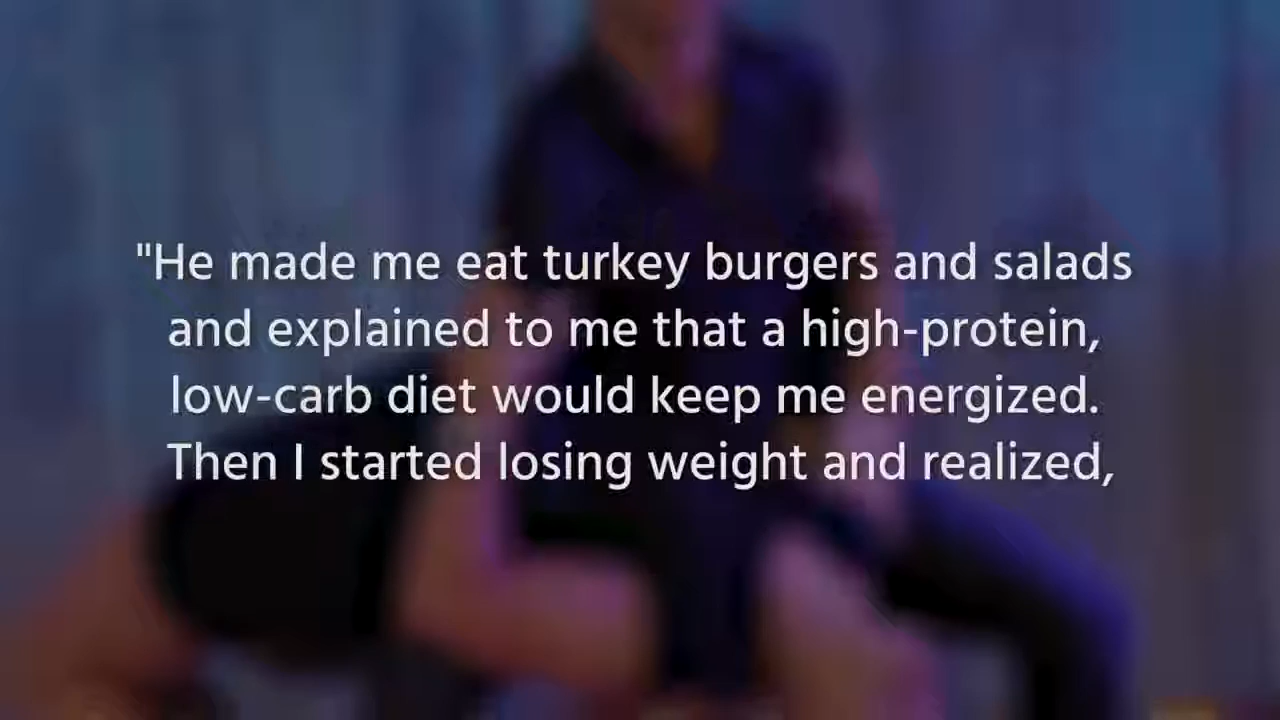 "He made me eat turkey burgers and salads
and explained to me that a high-protein,
low-carb diet would keep me energized.
Then I started losing weight and realized,